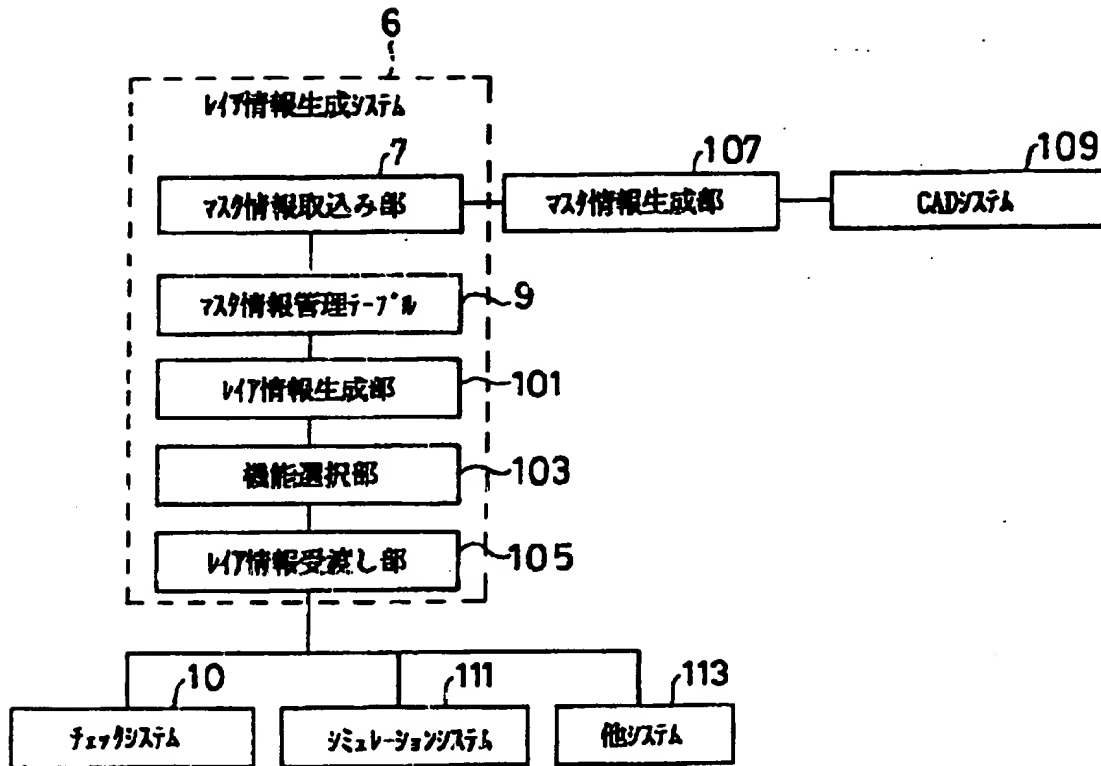 6
レイア情報生成システム
7
マスタ情報取込み部
107
マスタ情報生成部
109
CADシステム
マスタ情報管理テーブル
9
レイア情報生成部
101
機能選択部
103
レイア情報受渡し部
105
10
チェックシステム
111
シミュレーションシステム
113
他システム